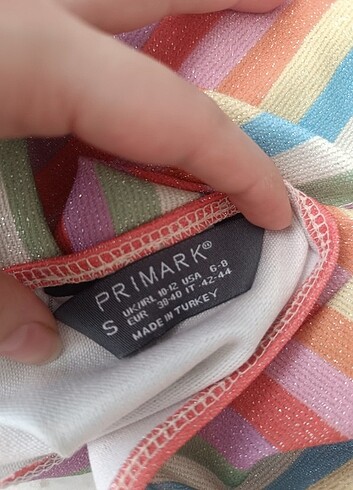 PRIMARK®
S
UK/IRL 10-12 USA 6-8
EUR 38-40 IT 42-44
MADE IN TURKEY